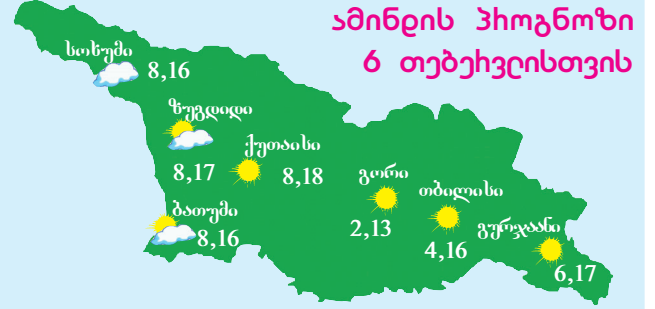 ამინდის პროგნოზი
6 თებერვლისთვის
სოხუმი
8,16
ზუგდიდი
8,17
ქუთაისი
8,18
გორი
2,13
თბილისი
4,16
ბათუმი
8,16
გურჯაანი
6,17